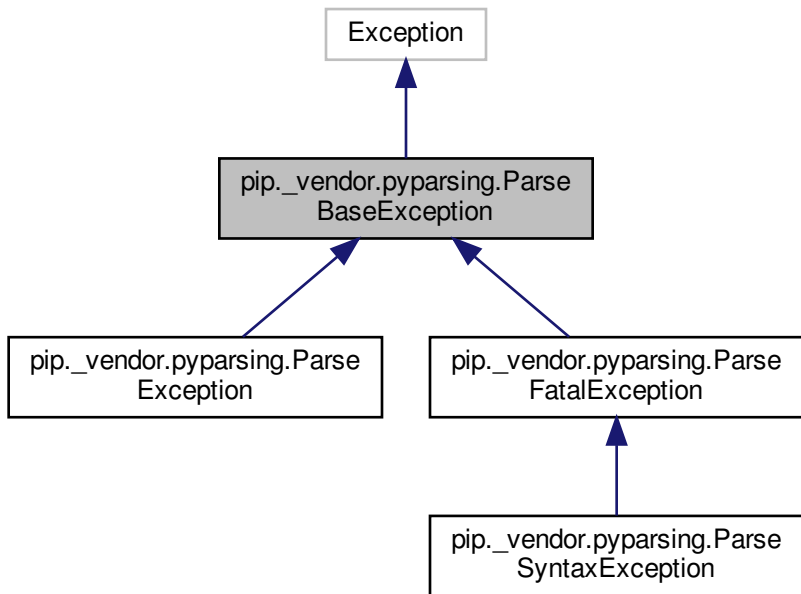 Exception
pip._vendor.pyparsing.Parse
BaseException
pip._vendor.pyparsing.Parse
Exception
pip._vendor.pyparsing.Parse
FatalException
pip._vendor.pyparsing.Parse
SyntaxException